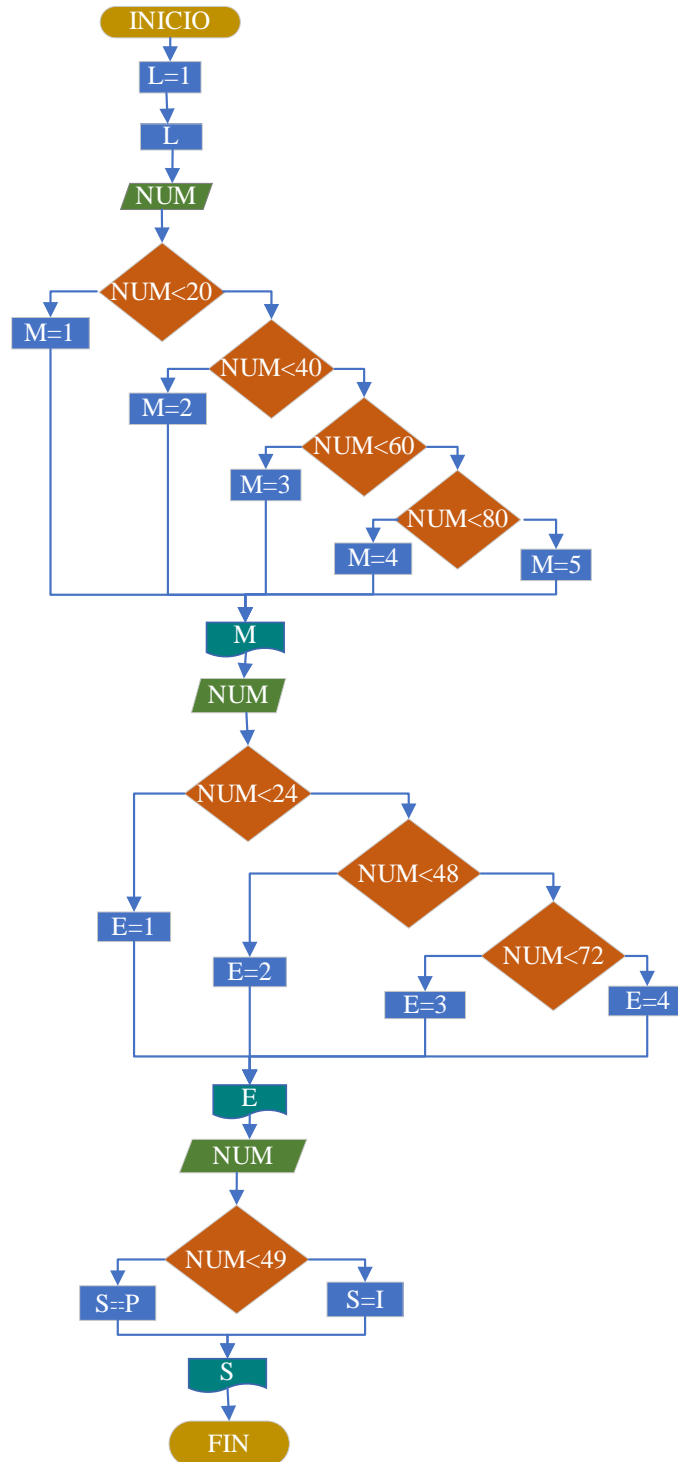 INICIO
L=1
L
NUM
NUM<20
M=1
NUM<40
M=2
NUM<60
M=3
NUM<80
M=4
M=5
M
NUM
NUM<24
NUM<48
E=1
NUM<72
E=2
E=3
E=4
E
NUM
NUM<49
S=P
S=I
S
FIN